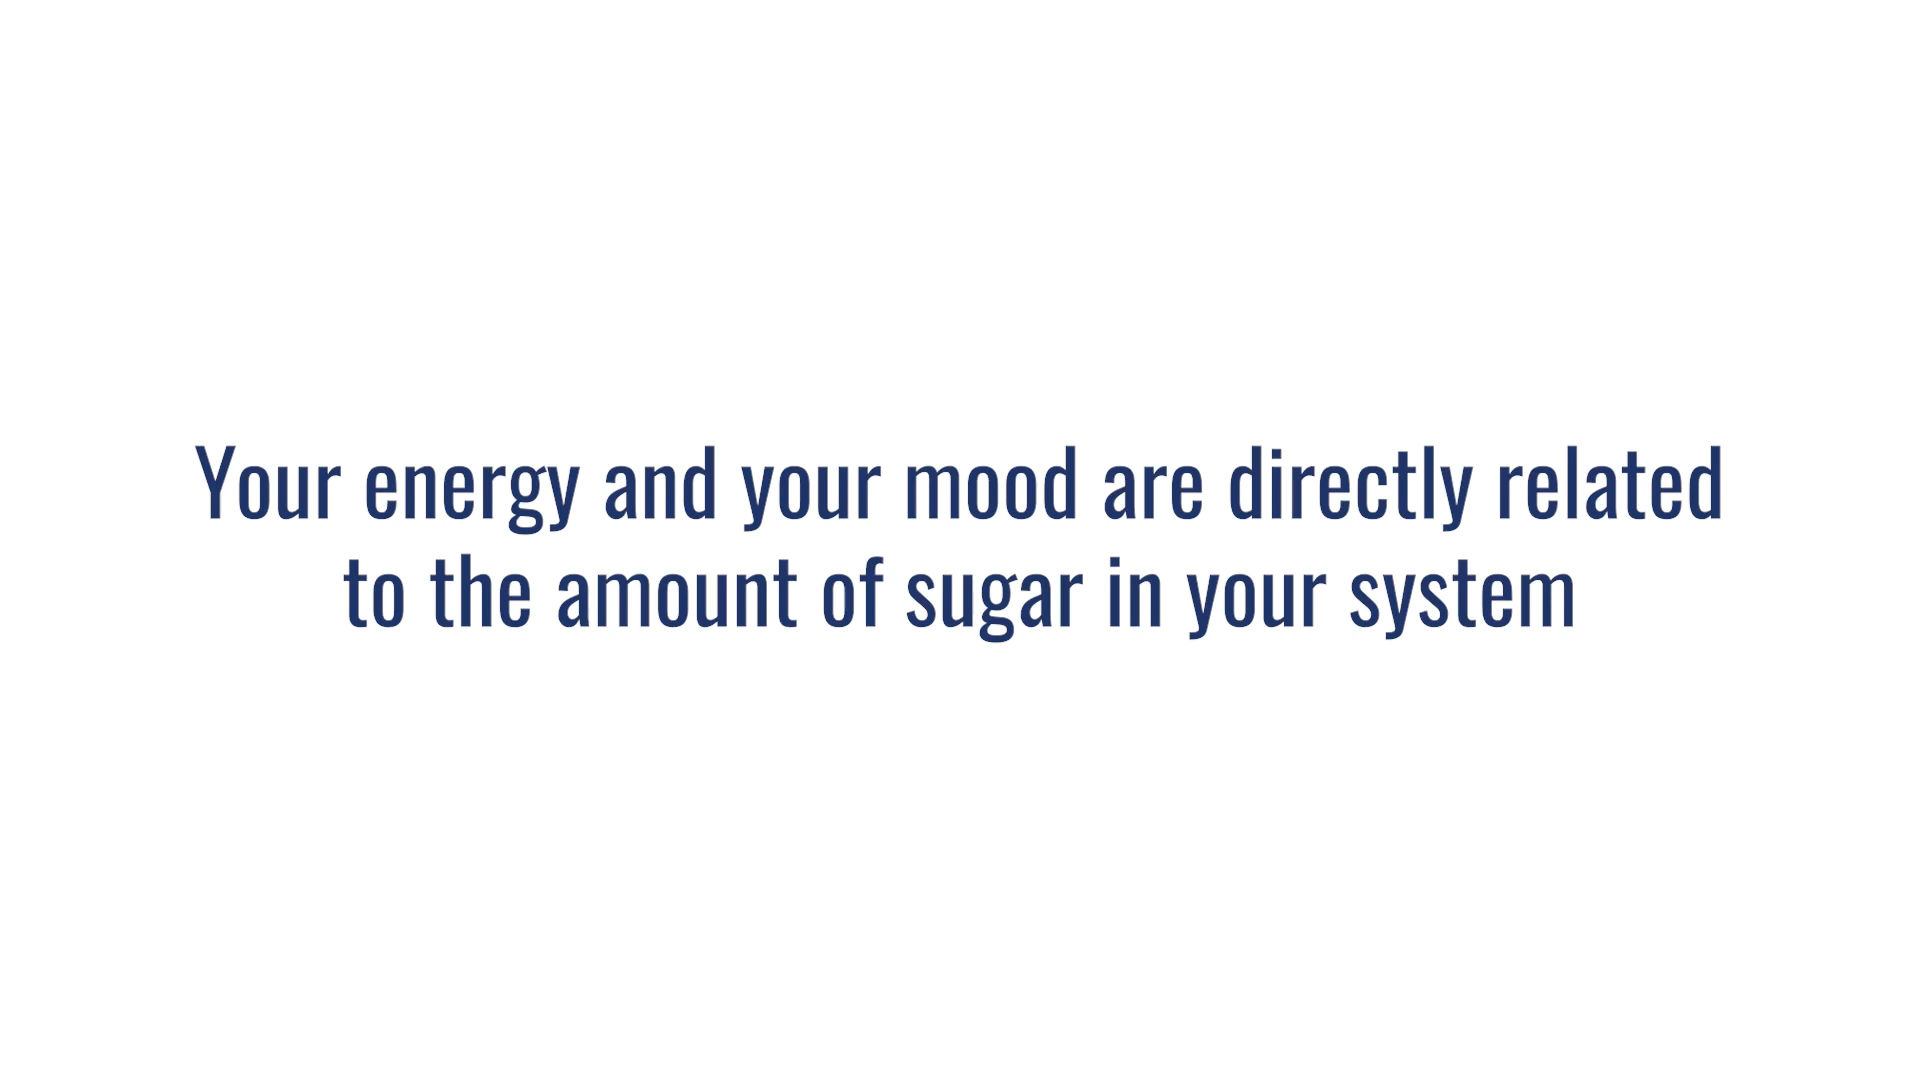 Your energy and your mood are directly related
to the amount of sugar in your system